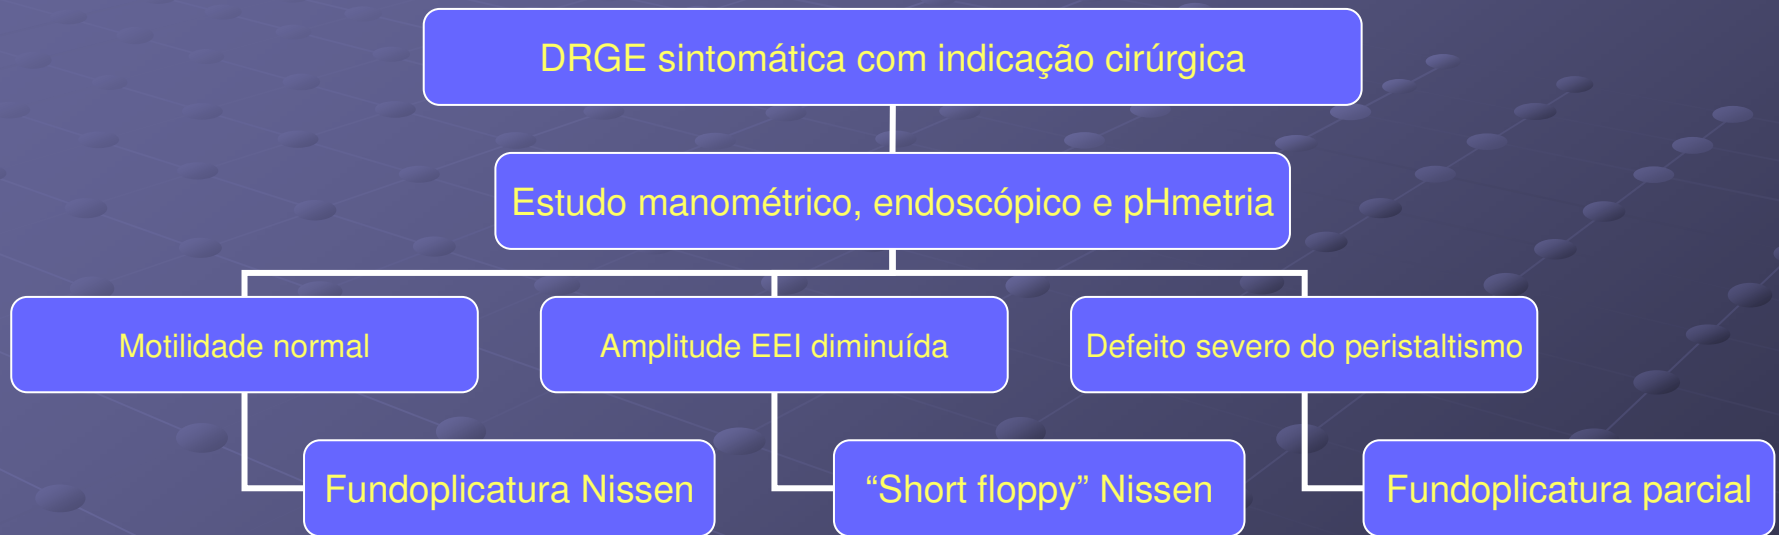 DRGE sintomática com indicação cirúrgica
Estudo manométrico, endoscópico e pHmetria
Motilidade normal
Amplitude EEI diminuída
Defeito severo do peristaltismo
Fundoplicatura Nissen
“Short floppy” Nissen
Fundoplicatura parcial